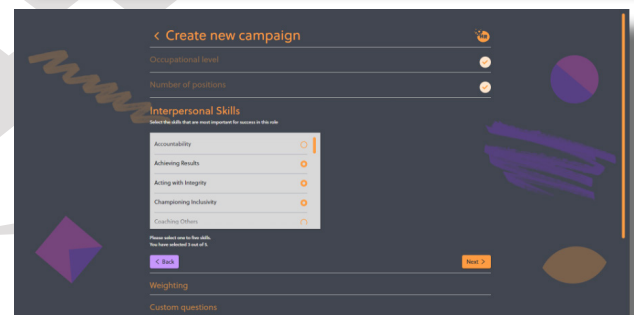 < Create new campaign
Occupational level
Number of positions
Interpersonal Skills
Select the skills that are most important for success in this role
Accountability
Achieving Results
Acting with Integrity
Championing Inclusivity
Coaching Others
Please select one to five skills.
You have selected 3 out of 5.
< Back
Next >
Weighting
Custom questions